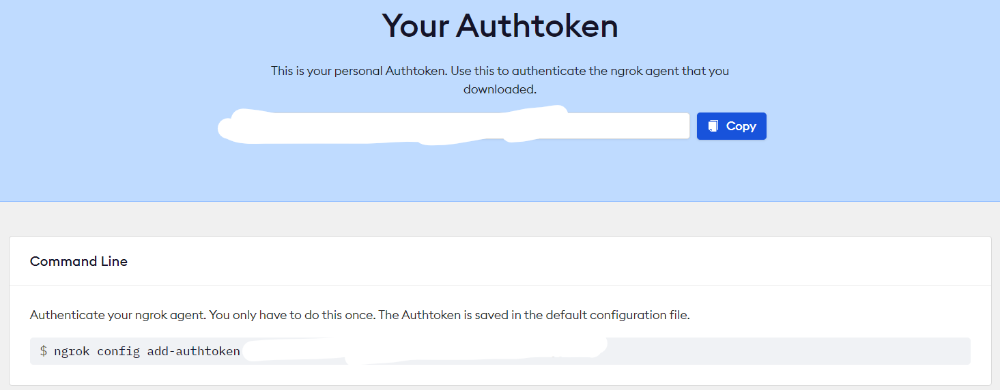 Your Authtoken
This is your personal Authtoken. Use this to authenticate the ngrok agent that you
downloaded.
Copy
Command Line
Authenticate your ngrok agent. You only have to do this once. The Authtoken is saved in the default configuration file.
$ ngrok config add-authtoken